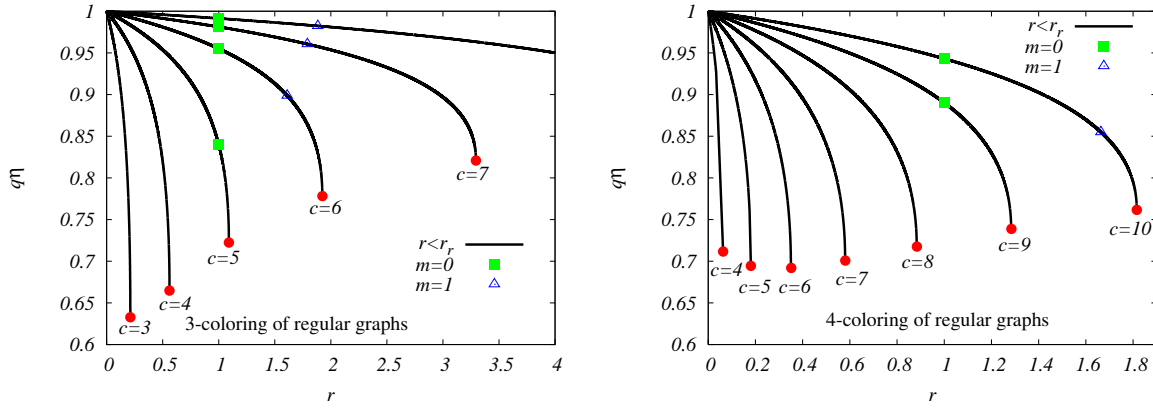 1
0.95
0.9
0.85
0.8
0.75
0.7
0.65
0.6
qη
0 0.5 1 1.5 2 2.5 3 3.5 4
r
c=3
c=4
c=5
c=6
c=7
r<r_r
m=0
m=1
3-coloring of regular graphs
1
0.95
0.9
0.85
0.8
0.75
0.7
0.65
0.6
qη
0 0.2 0.4 0.6 0.8 1 1.2 1.4 1.6 1.8
r
r<r_r
m=0
m=1
c=4
c=5
c=6
c=7
c=8
c=9
c=10
4-coloring of regular graphs